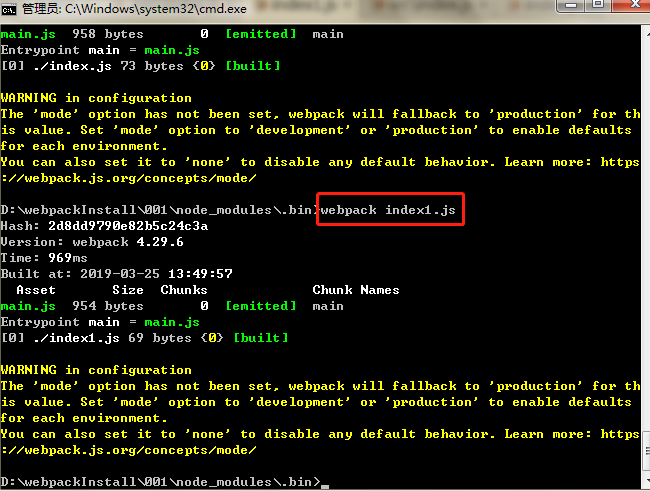 管理员: C:\Windows\system32\cmd.exe
main.js  958 bytes       0  [emitted]  main
Entrypoint main = main.js
[0] ./index.js 73 bytes {0} [built]
WARNING in configuration
The 'mode' option has not been set, webpack will fallback to 'production' for th
is value. Set 'mode' option to 'development' or 'production' to enable defaults
for each environment.
You can also set it to 'none' to disable any default behavior. Learn more: https
://webpack.js.org/concepts/mode/
D:\webpackInstall\001\node_modules\.bin>webpack index1.js
Hash: 2d8dd9790e82b5c24c3a
Version: webpack 4.29.6
Time: 969ms
Built at: 2019-03-25 13:49:57
  Asset       Size  Chunks             Chunk Names
main.js  954 bytes       0  [emitted]  main
Entrypoint main = main.js
[0] ./index1.js 69 bytes {0} [built]
WARNING in configuration
The 'mode' option has not been set, webpack will fallback to 'production' for th
is value. Set 'mode' option to 'development' or 'production' to enable defaults
for each environment.
You can also set it to 'none' to disable any default behavior. Learn more: https
://webpack.js.org/concepts/mode/
D:\webpackInstall\001\node_modules\.bin>